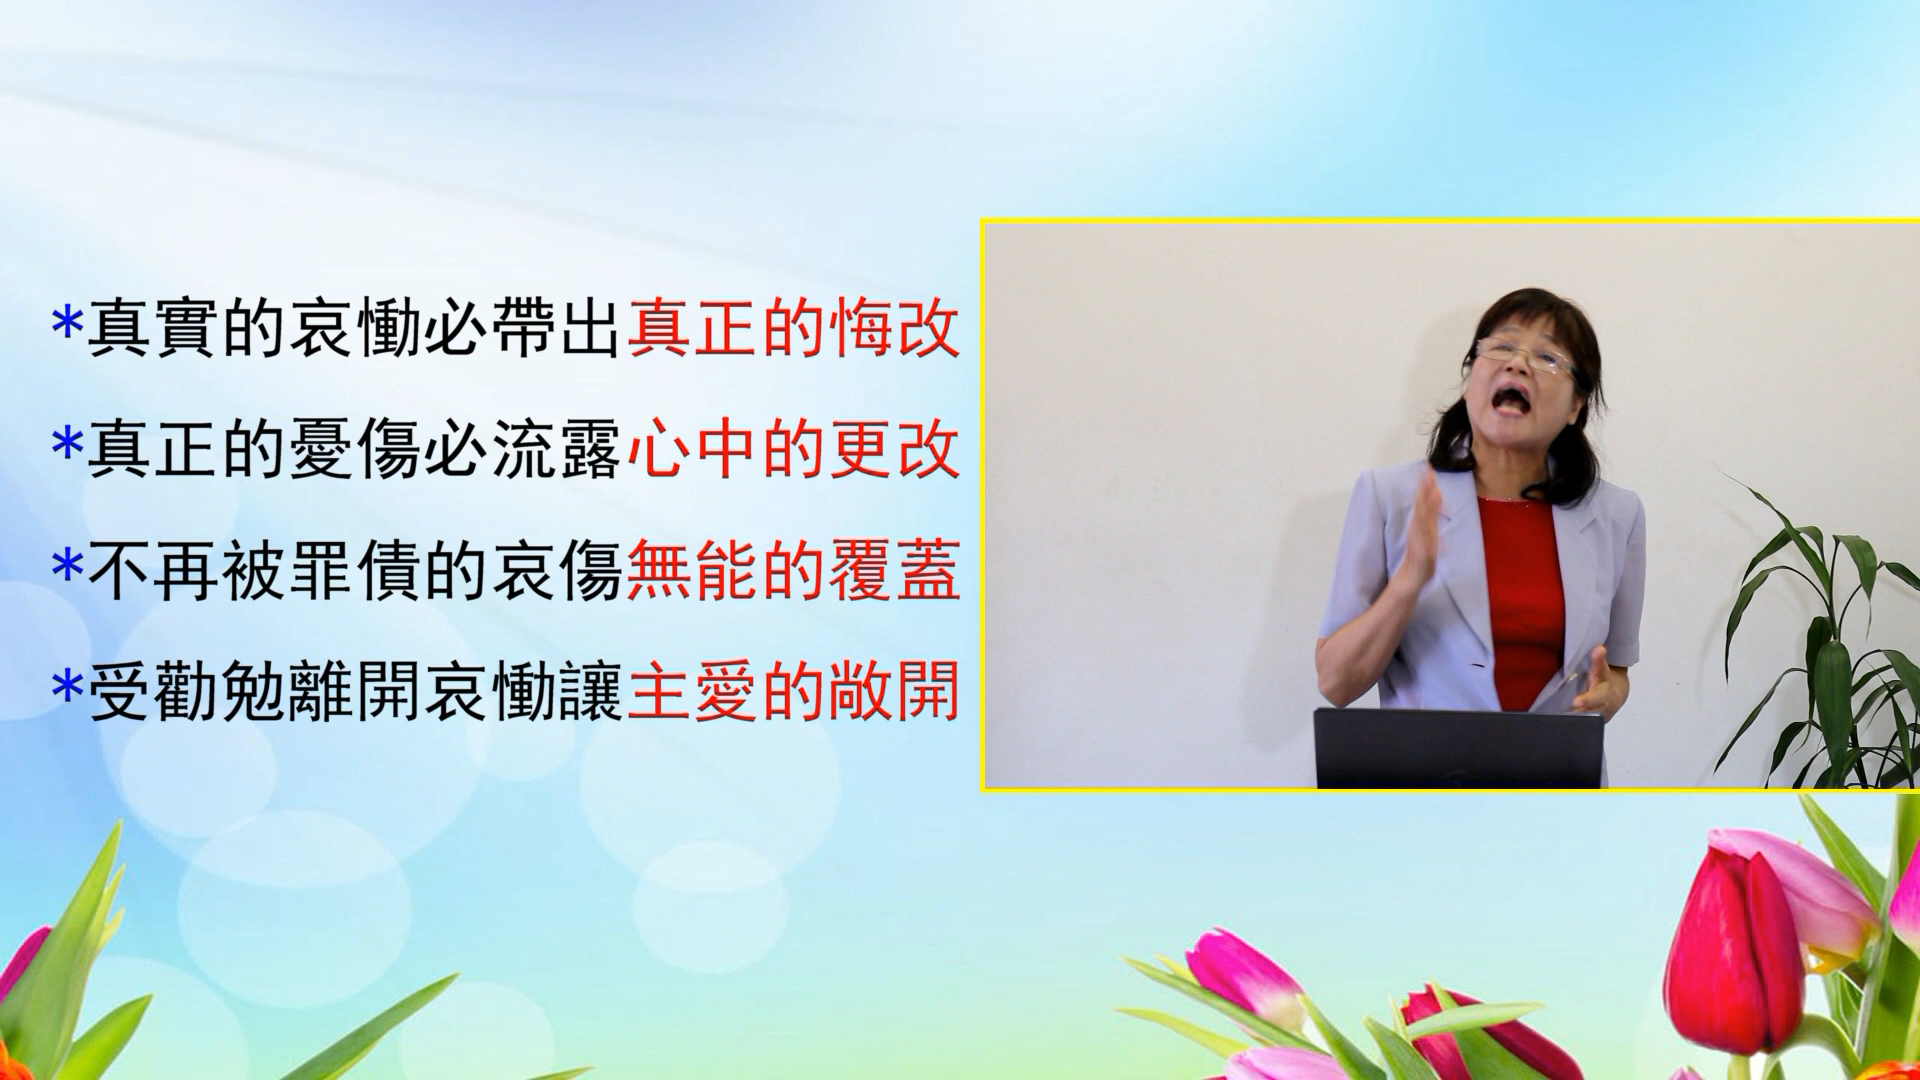 *真實的哀慟必帶出真正的悔改
*真正的憂傷必流露心中的更改
*不再被罪債的哀傷無能的覆蓋
*受勸勉離開哀慟讓主愛的敞開